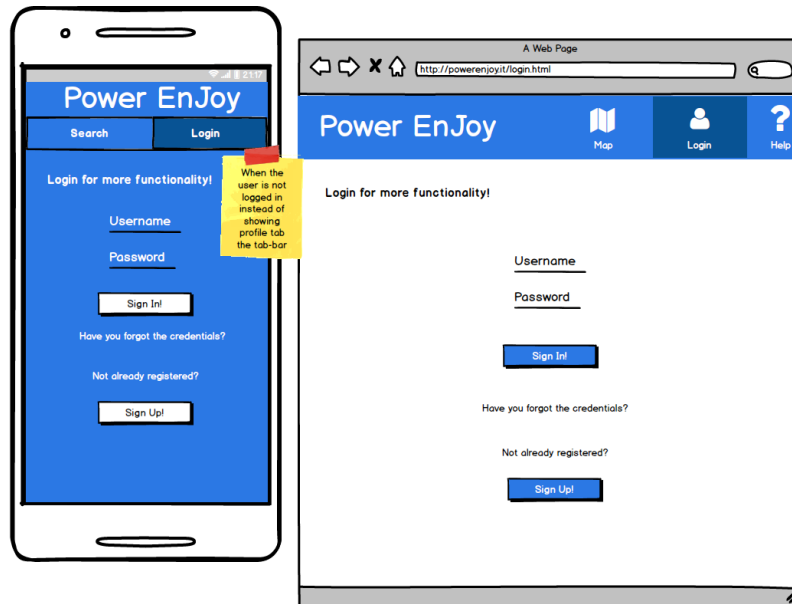 21:17
Power EnJoy
Search
Login
Login for more functionality!
Username
Password
Sign In!
Have you forgot the credentials?
Not already registered?
Sign Up!
When the
user is not
logged in
instead of
showing
profile tab
the tab-bar
A Web Page
http://powerenjoy.it/login.html
Power EnJoy
Map
Login
Help
Login for more functionality!
Username
Password
Sign In!
Have you forgot the credentials?
Not already registered?
Sign Up!